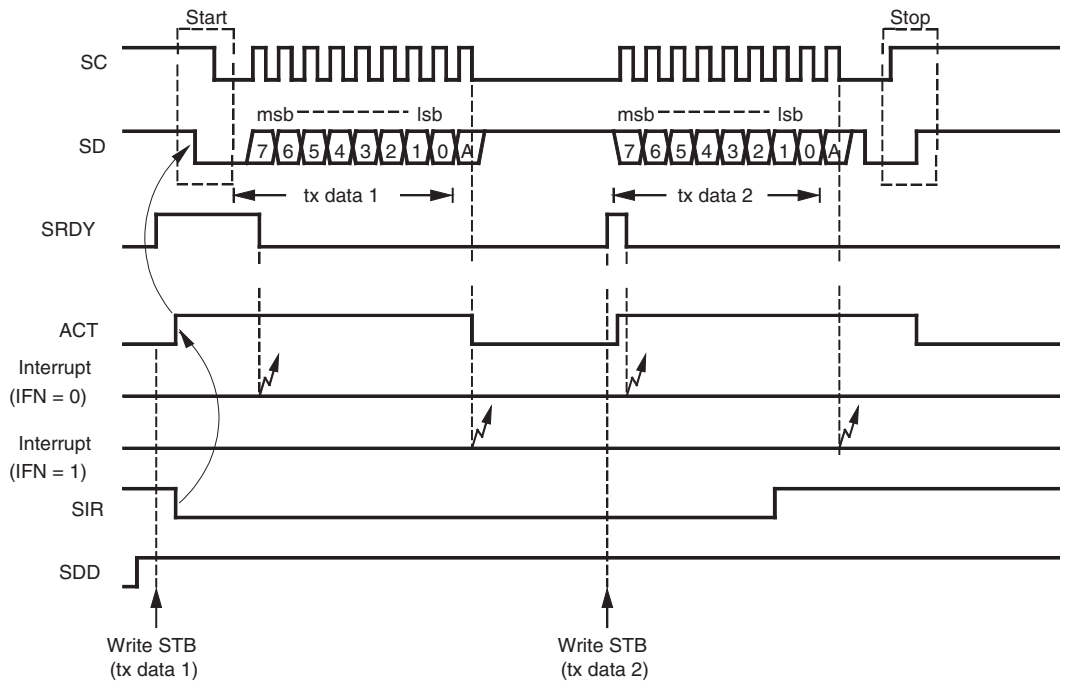 Start
Stop
SC
msb lsb
msb lsb
SD
7 6 5 4 3 2 1 0 A
7 6 5 4 3 2 1 0 A
tx data 1
tx data 2
SRDY
ACT
Interrupt
(IFN = 0)
Interrupt
(IFN = 1)
SIR
SDD
Write STB
(tx data 1)
Write STB
(tx data 2)